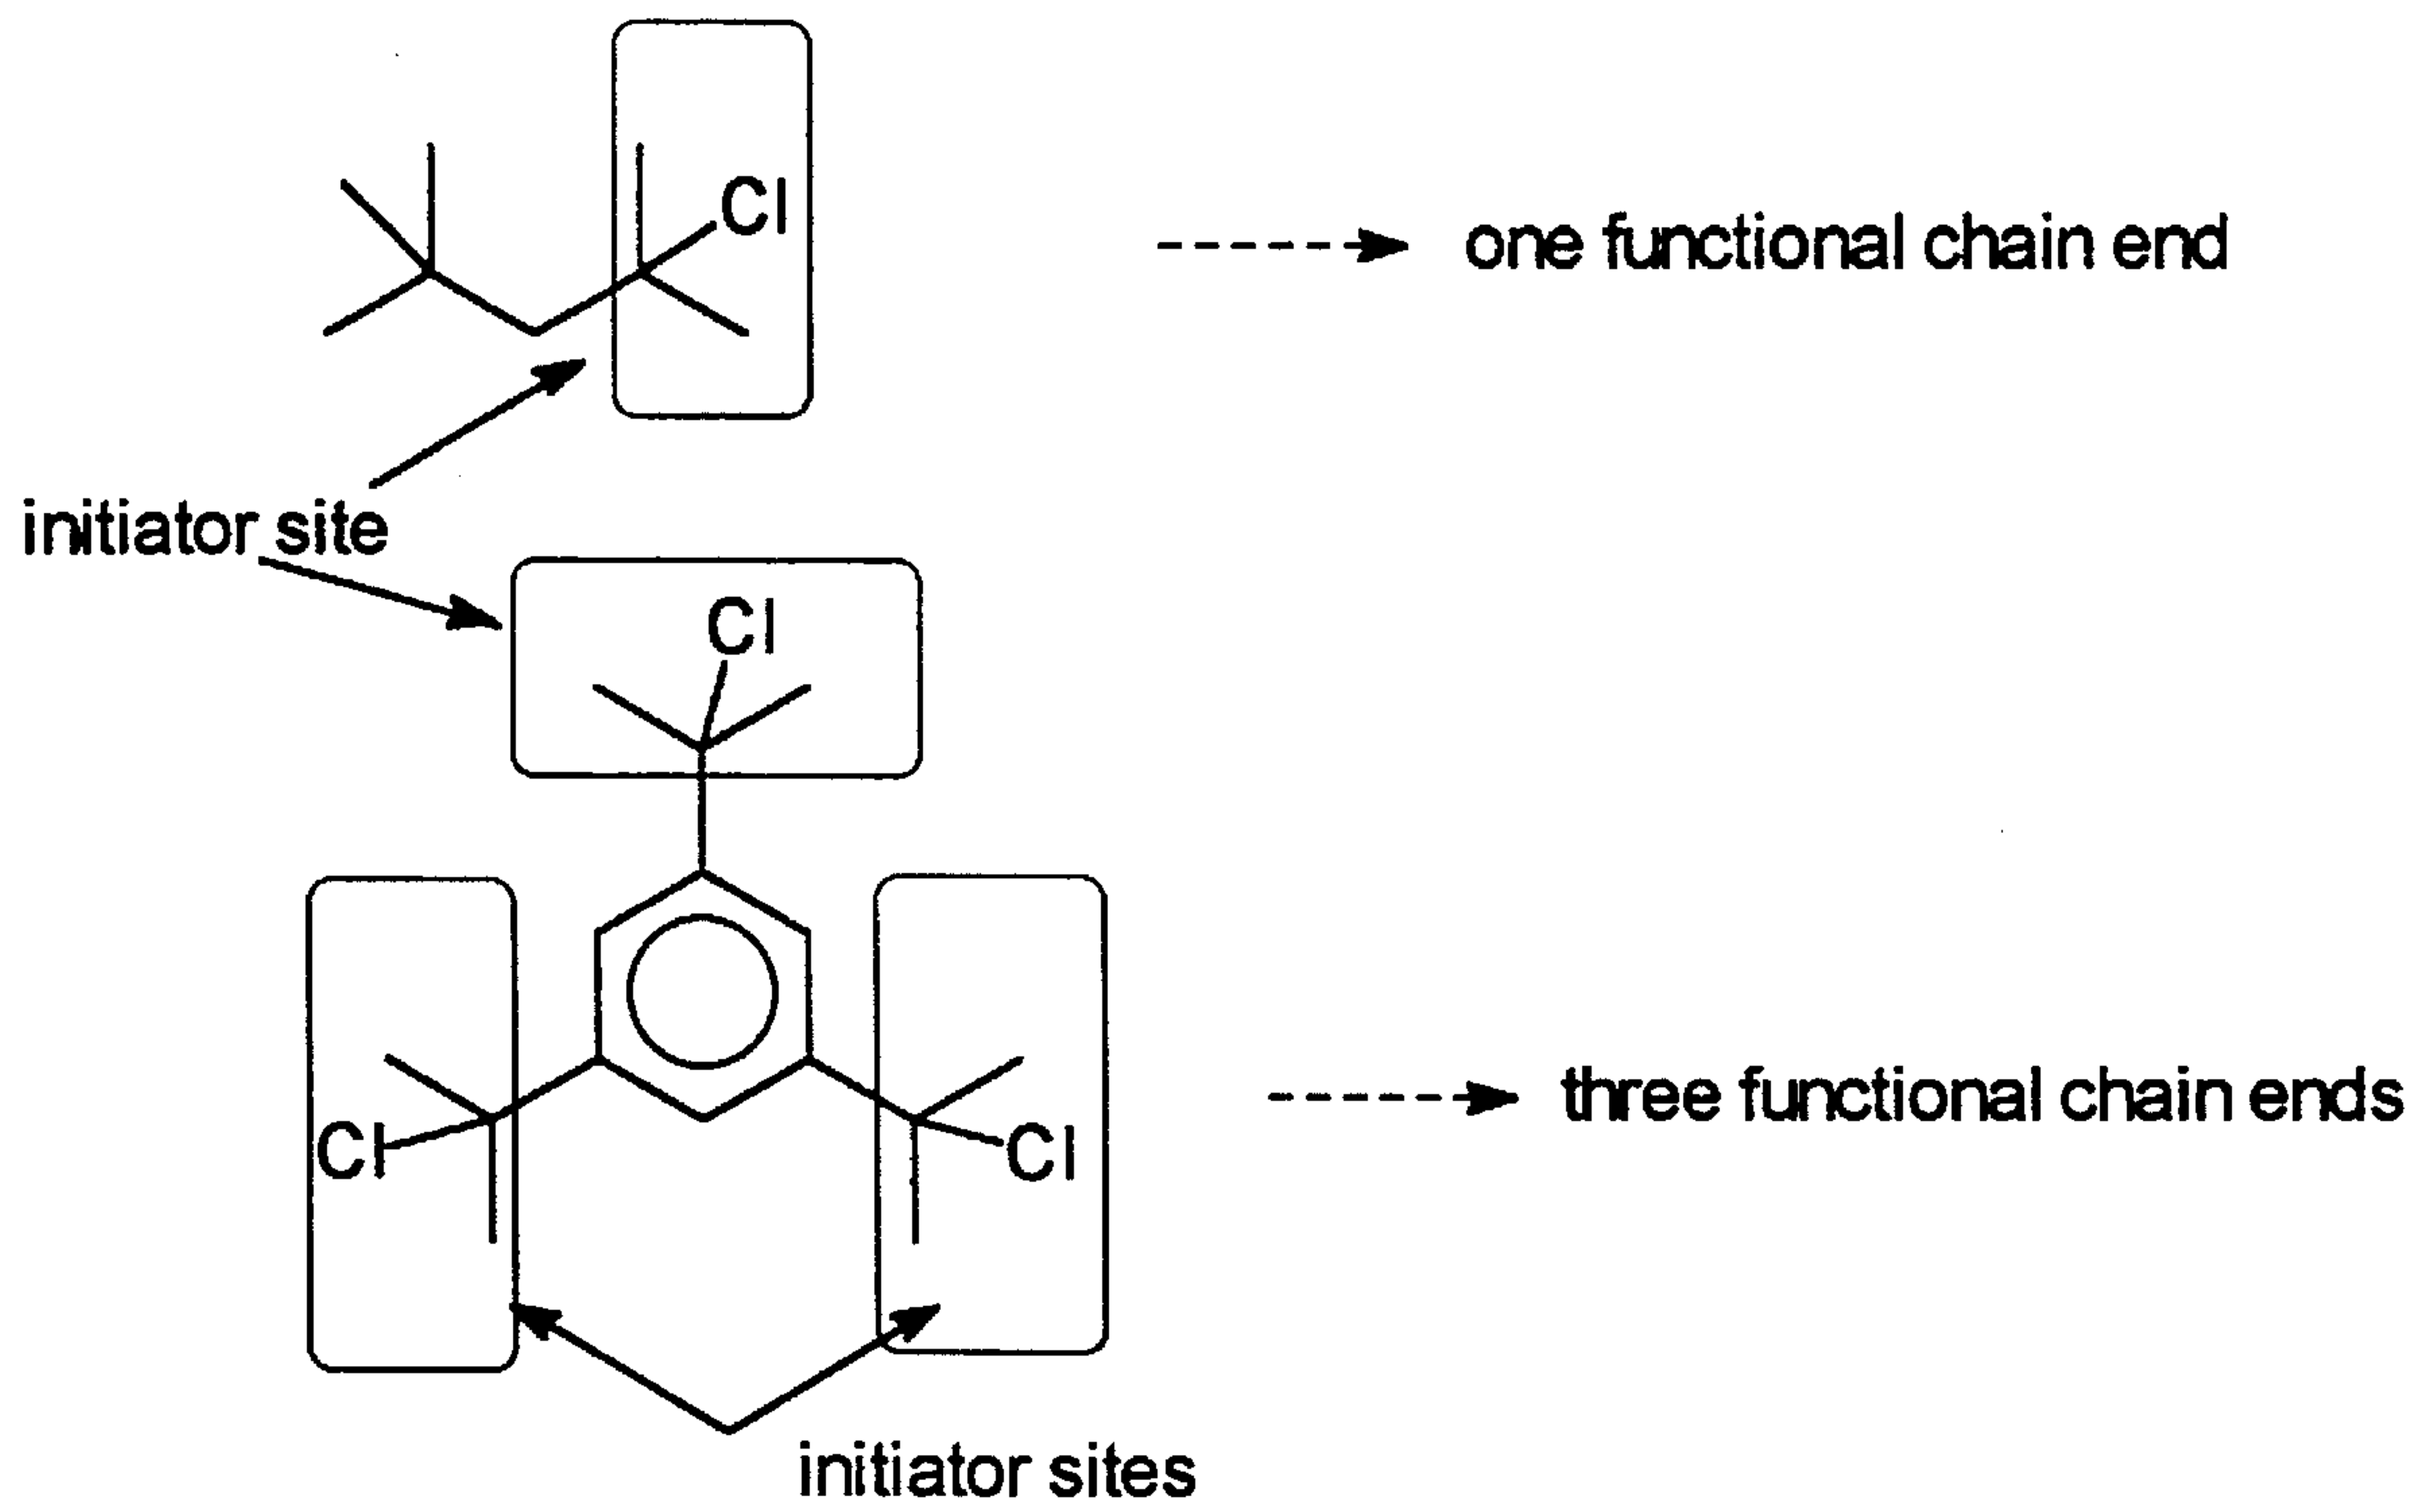 Cl
one functional chain end
initiator site
Cl
Cl
Cl
three functional chain ends
initiator sites